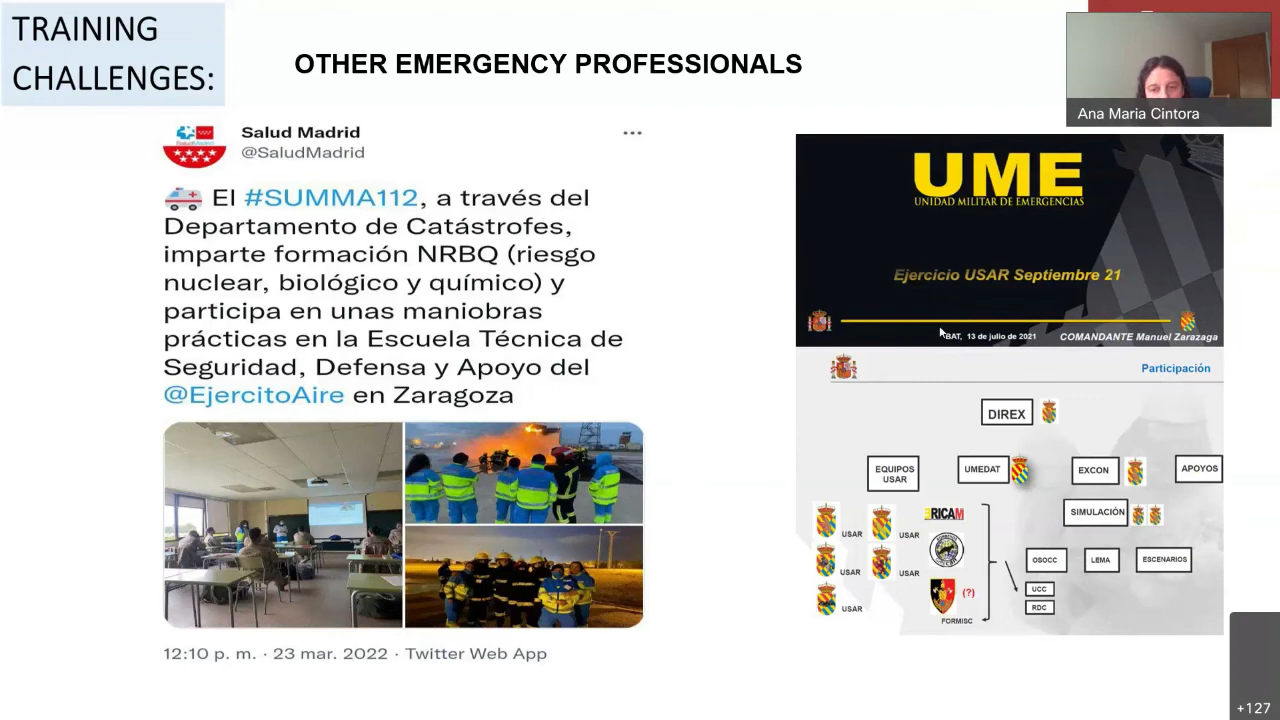 TRAINING
CHALLENGES:
OTHER EMERGENCY PROFESSIONALS
Ana Maria Cintora
Salud Madrid
@SaludMadrid
El #SUMMA112, a través del
Departamento de Catástrofes,
imparte formación NRBQ (riesgo
nuclear, biológico y químico) y
participa en unas maniobras
prácticas en la Escuela Técnica de
Seguridad, Defensa y Apoyo del
@EjercitoAire en Zaragoza
12:10 p. m. · 23 mar. 2022 · Twitter Web App
UME
UNIDAD MILITAR DE EMERGENCIAS
Ejercicio USAR Septiembre 21
BAT, 13 de julio de 2021
COMANDANTE Manuel Zarazaga
Participación
DIREX
EQUIPOS
USAR
UMEDAT
EXCON
APOYOS
SIMULACIÓN
ERICAM
USAR
USAR
USAR
USAR
USAR
(?)
FORMISC
OSOCC
LEMA
ESCENARIOS
UCC
RDC
+127